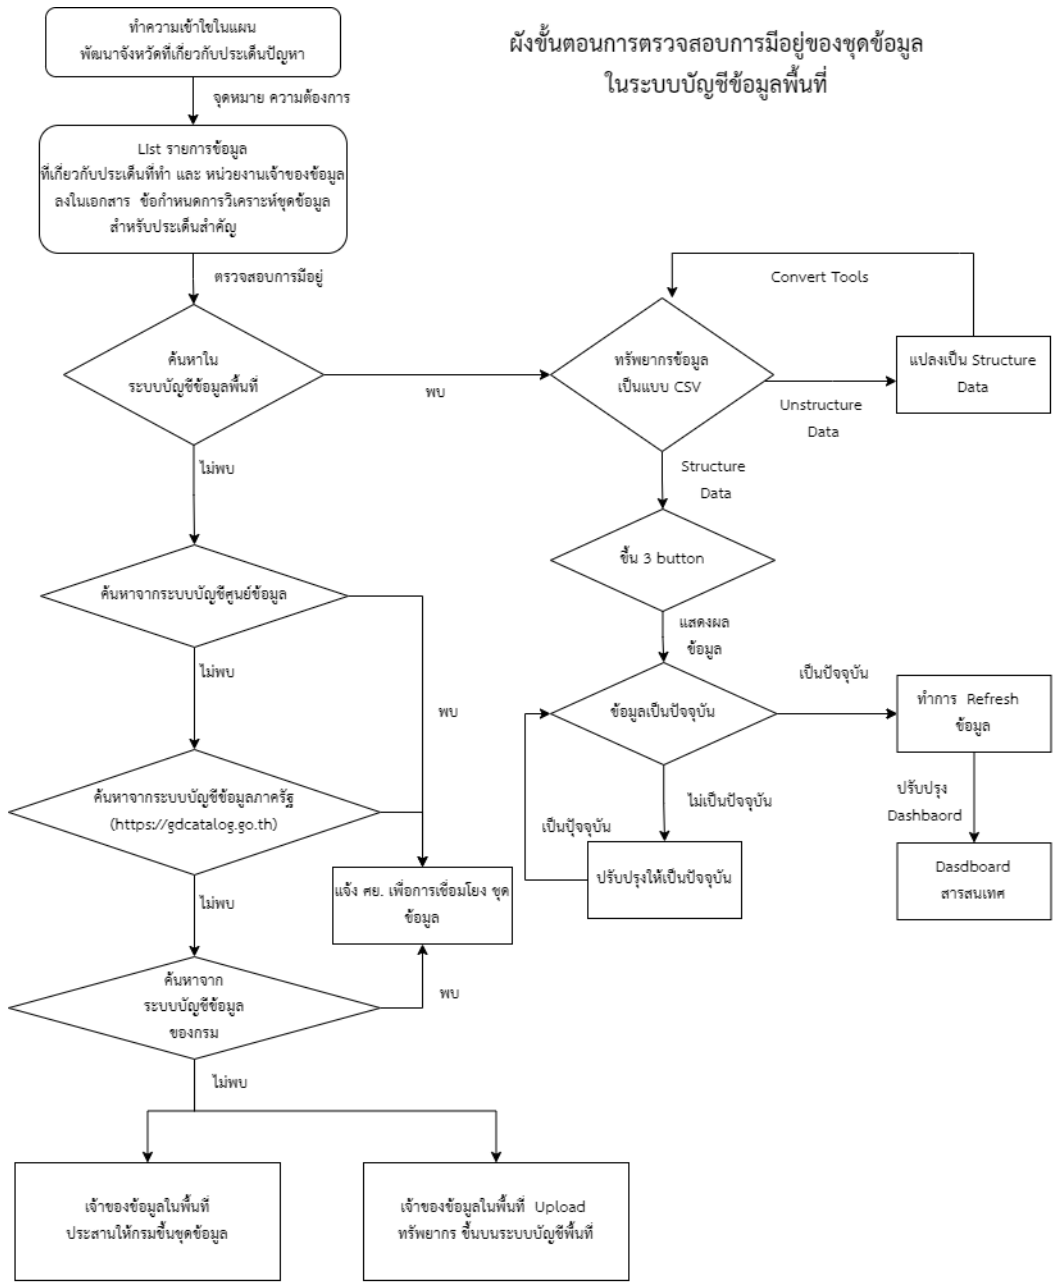 ผังขั้นตอนการตรวจสอบการมีอยู่ของชุดข้อมูล
ในระบบบัญชีข้อมูลพื้นที่
ทำความเข้าใขในแผน
พัฒนาจังหวัดที่เกี่ยวกับประเด็นปัญหา
จุดหมาย ความต้องการ
LIst รายการข้อมูล
ที่เกี่ยวกับประเด็นที่ทำ และ หน่วยงานเจ้าของข้อมูล
ลงในเอกสาร ข้อกำหนดการวิเคราะห์ชุดข้อมูล
สำหรับประเด็นสำคัญ
ตรวจสอบการมีอยู่
ค้นหาใน
ระบบบัญชีข้อมูลพื้นที่
พบ
ทรัพยากรข้อมูล
เป็นแบบ CSV
Convert Tools
แปลงเป็น Structure
Data
Unstructure
Data
Structure
Data
ขึ้น 3 button
แสดงผล
ข้อมูล
ข้อมูลเป็นปัจจุบัน
เป็นปัจจุบัน
ทำการ Refresh
ข้อมูล
ปรับปรุง
Dashbaord
Dasdboard
สารสนเทศ
ไม่เป็นปัจจุบัน
เป็นปัจจุบัน
ปรับปรุงให้เป็นปัจจุบัน
ไม่พบ
ค้นหาจากระบบบัญชีศูนย์ข้อมูล
ไม่พบ
พบ
ค้นหาจากระบบบัญชีข้อมูลภาครัฐ
(https://gdcatalog.go.th)
แจ้ง ศย. เพื่อการเชื่อมโยง ชุด
ข้อมูล
ไม่พบ
ค้นหาจาก
ระบบบัญชีข้อมูล
ของกรม
พบ
ไม่พบ
เจ้าของข้อมูลในพื้นที่
ประสานให้กรมขึ้นชุดข้อมูล
เจ้าของข้อมูลในพื้นที่ Upload
ทรัพยากร ขึ้นบนระบบบัญชีพื้นที่